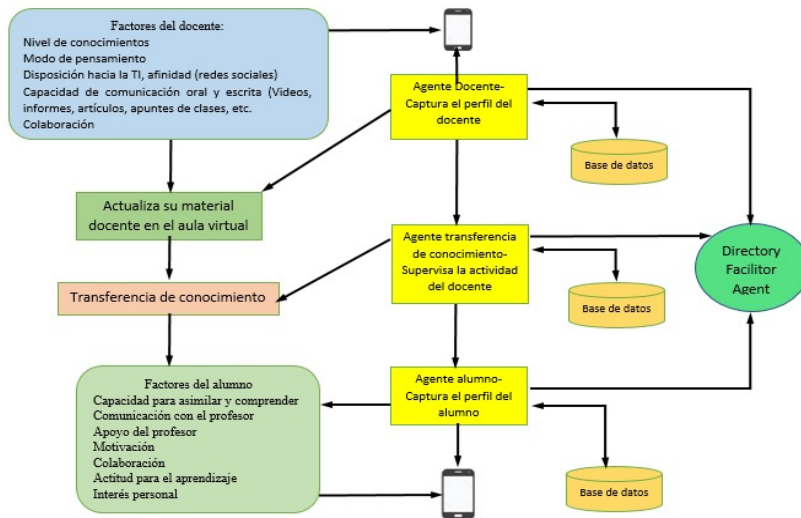 Factores del docente:
Nivel de conocimientos
Modo de pensamiento
Disposición hacia la TI, afinidad (redes sociales)
Capacidad de comunicación oral y escrita (Videos,
informes, artículos, apuntes de clases, etc.
Colaboración
Agente Docente-
Captura el perfil del
docente
Base de datos
Actualiza su material
docente en el aula virtual
Agente transferencia
de conocimiento-
Supervisa la actividad
del docente
Directory
Facilitor
Agent
Transferencia de conocimiento
Base de datos
Factores del alumno
Capacidad para asimilar y comprender
Comunicación con el profesor
Apoyo del profesor
Motivación
Colaboración
Actitud para el aprendizaje
Interés personal
Agente alumno-
Captura el perfil del
alumno
Base de datos